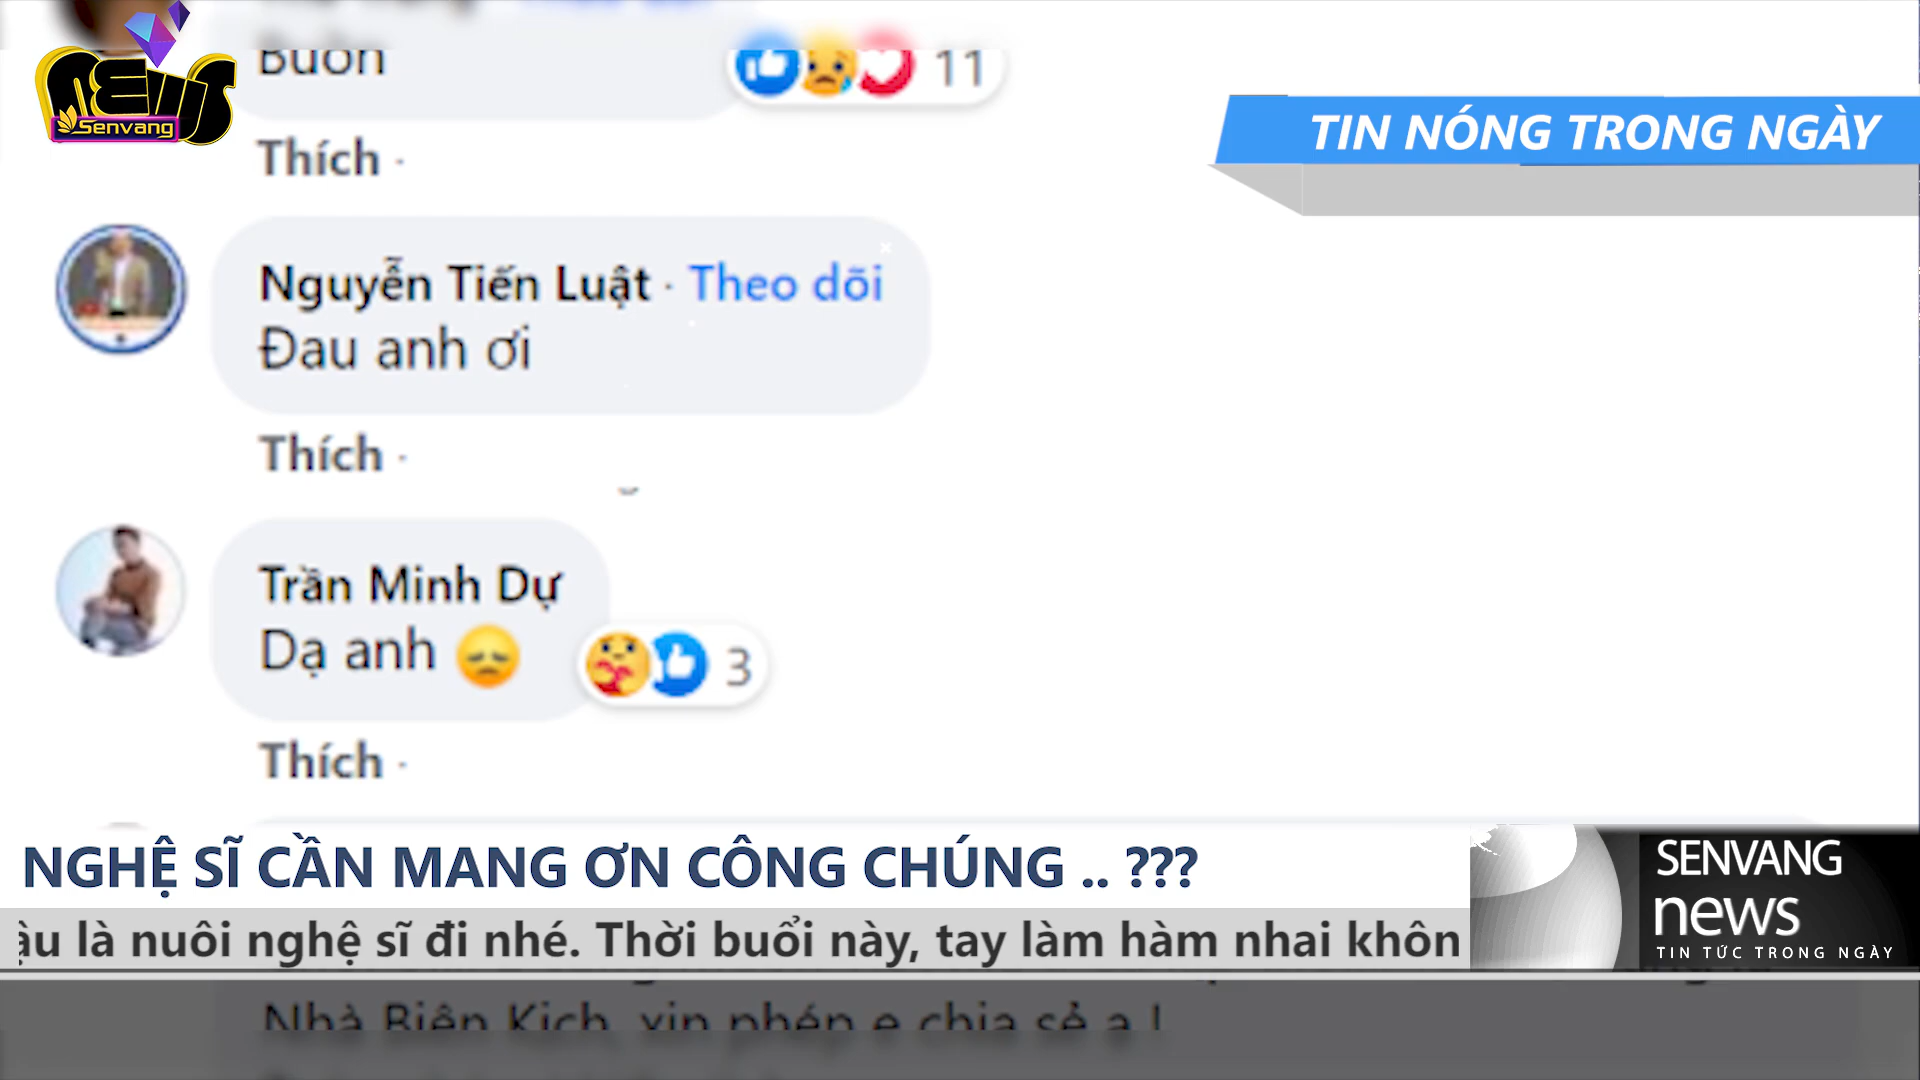 NEWS
Senvang
Buồn
11
Thích ·
TIN NÓNG TRONG NGÀY
Nguyễn Tiến Luật · Theo dõi
Đau anh ơi
Thích ·
Trần Minh Dự
Dạ anh 😞
3
Thích ·
NGHỆ SĨ CẦN MANG ƠN CÔNG CHÚNG .. ???
là nuôi nghệ sĩ đi nhé. Thời buổi này, tay làm hàm nhai khôn
SENVANG
news
TIN TỨC TRONG NGÀY
Nhà Biên Kịch, xin phép e chia sẻ ạ !